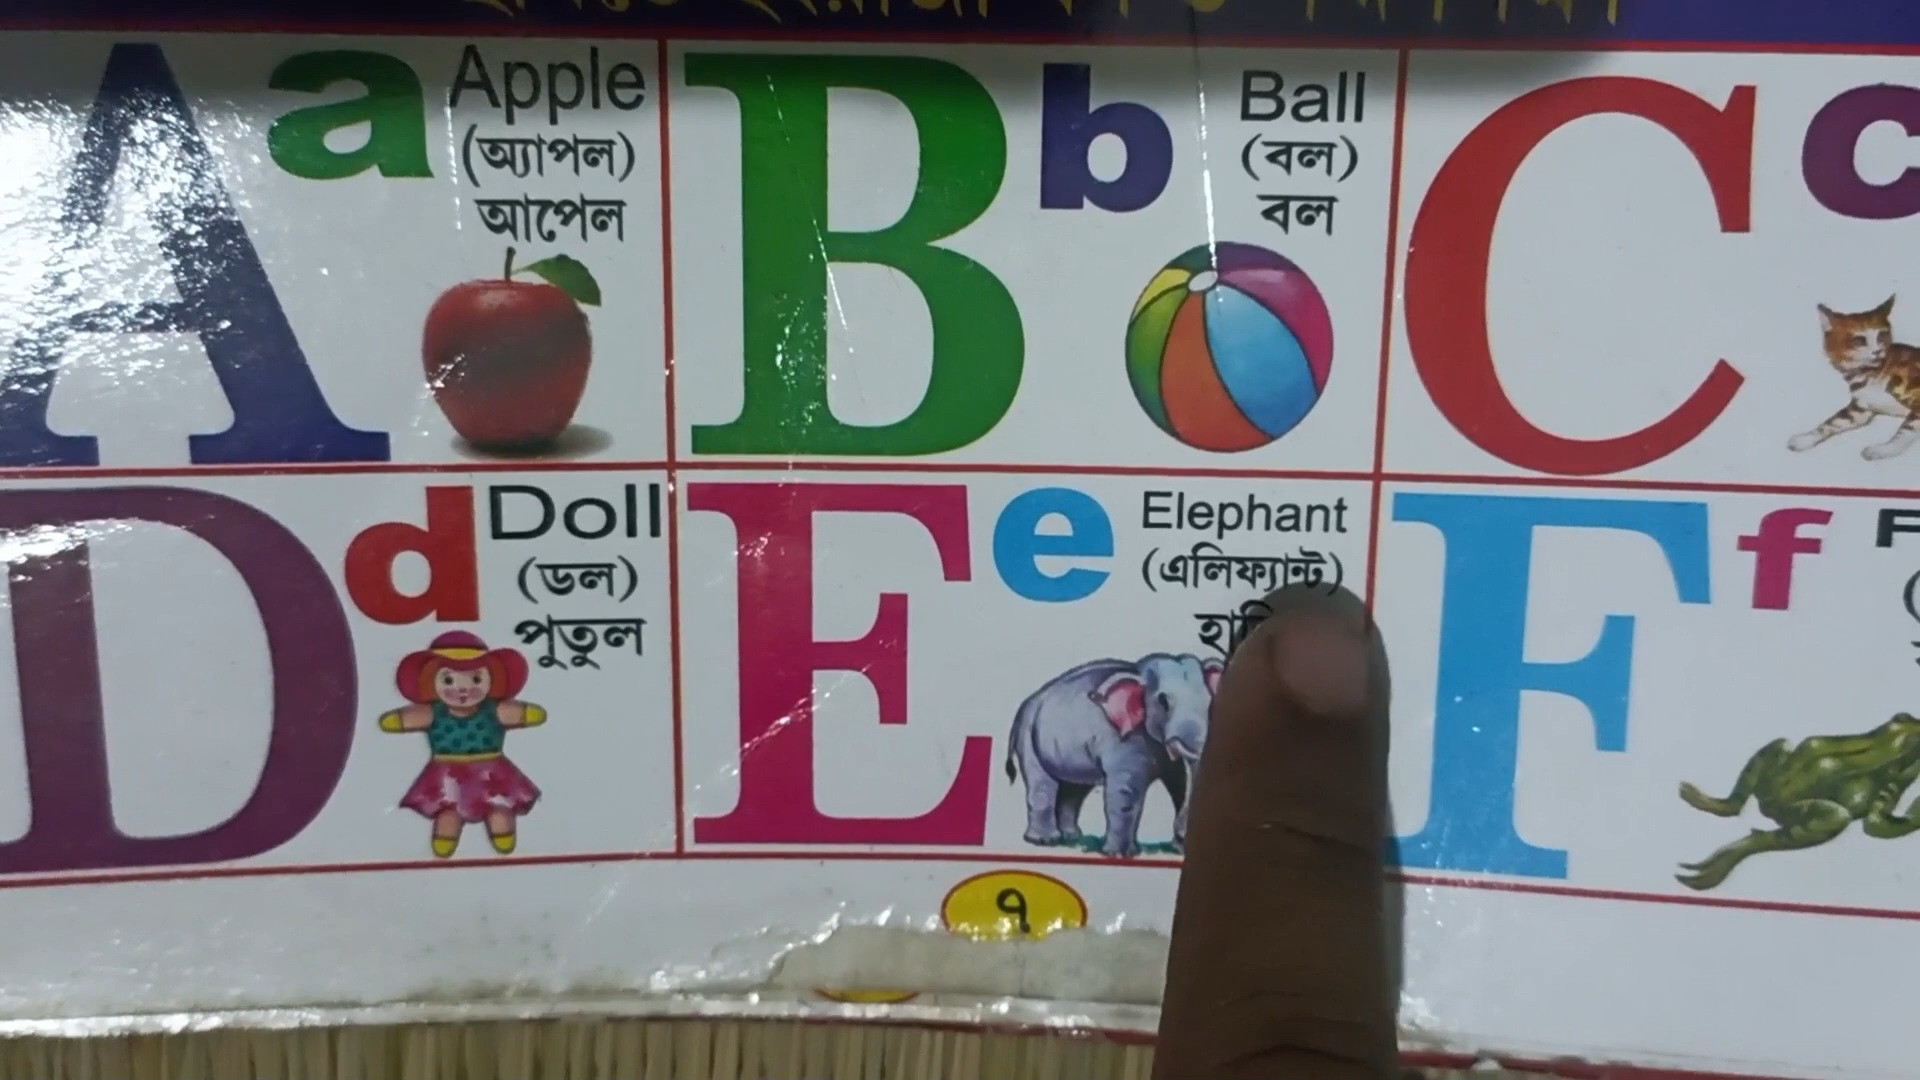 A a Apple
(অ্যাপল)
আপেল
B b Ball
(বল)
বল
C c
D d Doll
(ডল)
পুতুল
E e Elephant
(এলিফ্যান্ট)
F f
৭